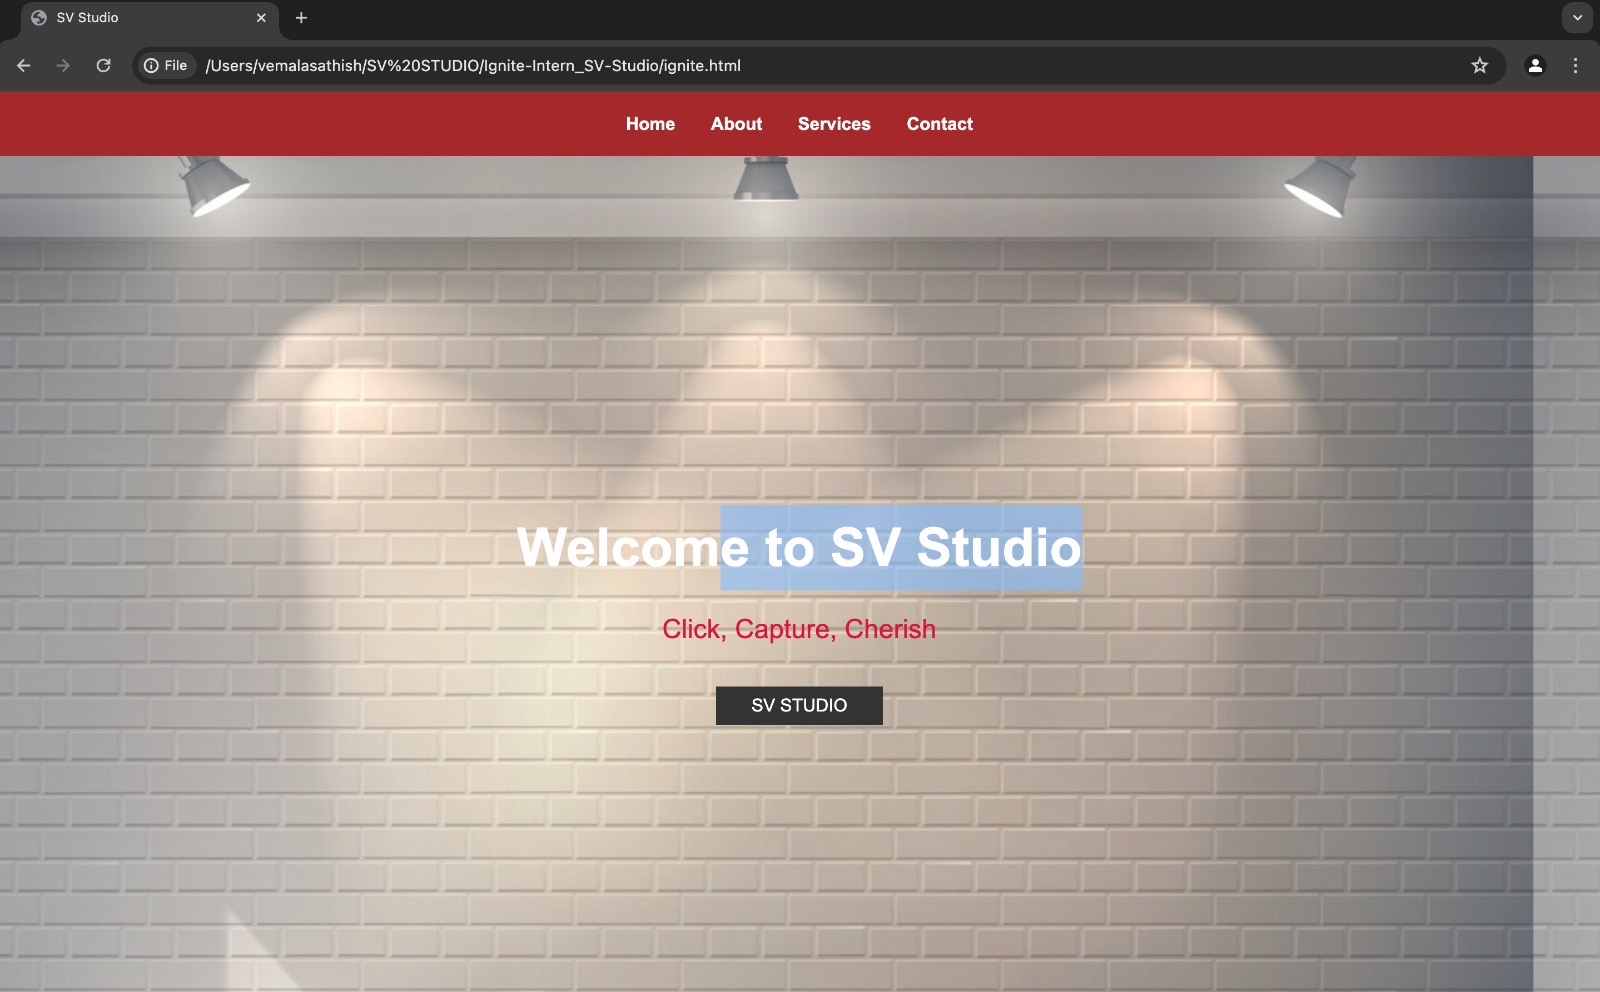 SV Studio
File /Users/vemalasathish/SV%20STUDIO/Ignite-Intern_SV-Studio/ignite.html
Home About Services Contact
Welcome to SV Studio
Click, Capture, Cherish
SV STUDIO